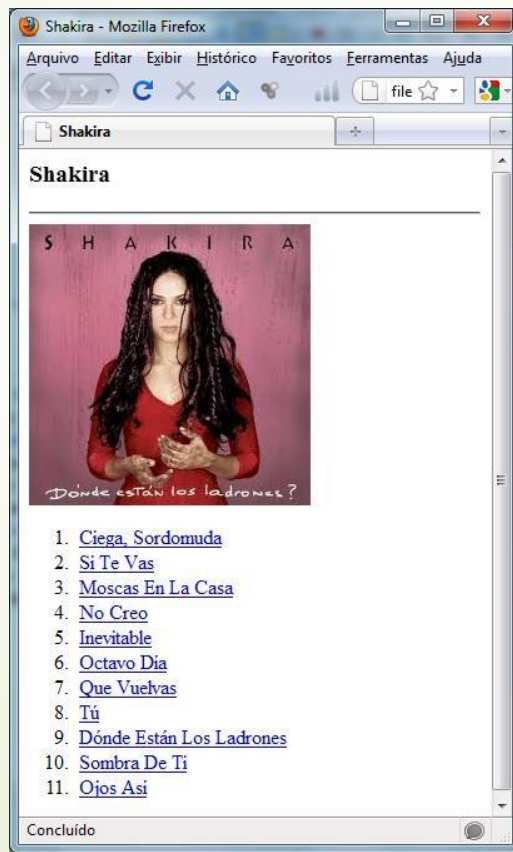 Shakira - Mozilla Firefox
Arquivo Editar Exibir Histórico Favoritos Ferramentas Ajuda
file
Shakira
Shakira
S H A K I R A
Dónde están los ladrones?
1. Ciega, Sordomuda
2. Si Te Vas
3. Moscas En La Casa
4. No Creo
5. Inevitable
6. Octavo Día
7. Que Vuelvas
8. Tú
9. Dónde Están Los Ladrones
10. Sombra De Ti
11. Ojos Así
Concluído